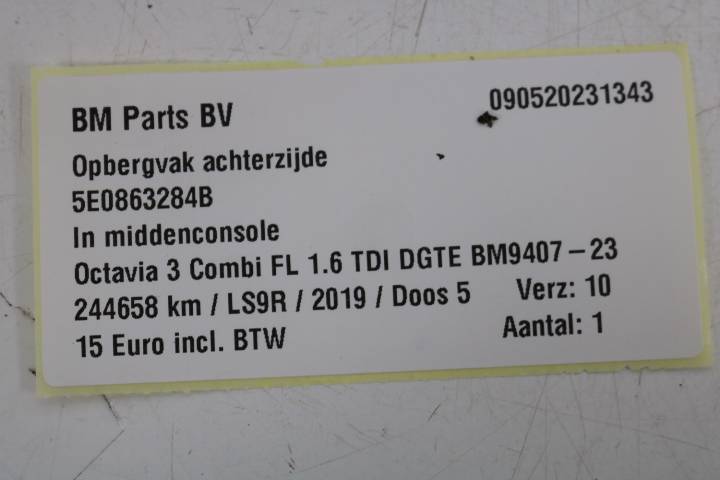 BM Parts BV 090520231343
Opbergvak achterzijde
5E0863284B
In middenconsole
Octavia 3 Combi FL 1.6 TDI DGTE BM9407 – 23
244658 km / LS9R / 2019 / Doos 5 Verz: 10
15 Euro incl. BTW Aantal: 1